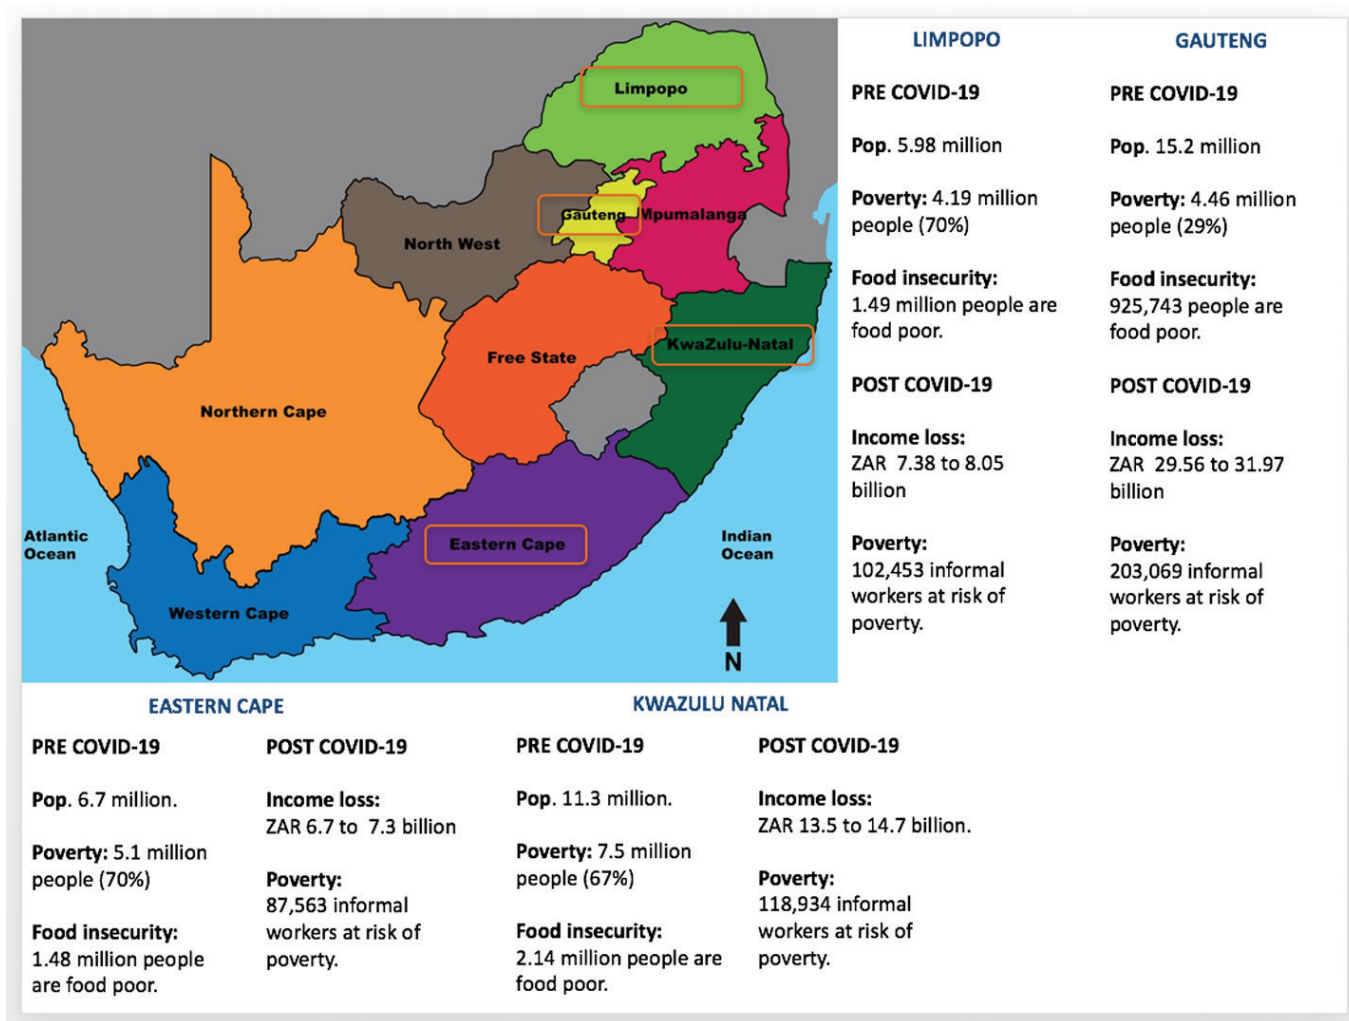 Limpopo
Gauteng
Mpumalanga
North West
KwaZulu-Natal
Free State
Northern Cape
Eastern Cape
Western Cape
Atlantic
Ocean
Indian
Ocean
N
LIMPOPO
PRE COVID-19
Pop. 5.98 million
Poverty: 4.19 million
people (70%)
Food insecurity:
1.49 million people are
food poor.
POST COVID-19
Income loss:
ZAR 7.38 to 8.05
billion
Poverty:
102,453 informal
workers at risk of
poverty.
GAUTENG
PRE COVID-19
Pop. 15.2 million
Poverty: 4.46 million
people (29%)
Food insecurity:
925,743 people are
food poor.
POST COVID-19
Income loss:
ZAR 29.56 to 31.97
billion
Poverty:
203,069 informal
workers at risk of
poverty.
EASTERN CAPE
PRE COVID-19
Pop. 6.7 million.
Poverty: 5.1 million
people (70%)
Food insecurity:
1.48 million people
are food poor.
POST COVID-19
Income loss:
ZAR 6.7 to 7.3 billion
Poverty:
87,563 informal
workers at risk of
poverty.
KWAZULU NATAL
PRE COVID-19
Pop. 11.3 million.
Poverty: 7.5 million
people (67%)
Food insecurity:
2.14 million people are
food poor.
POST COVID-19
Income loss:
ZAR 13.5 to 14.7 billion.
Poverty:
118,934 informal
workers at risk of
poverty.